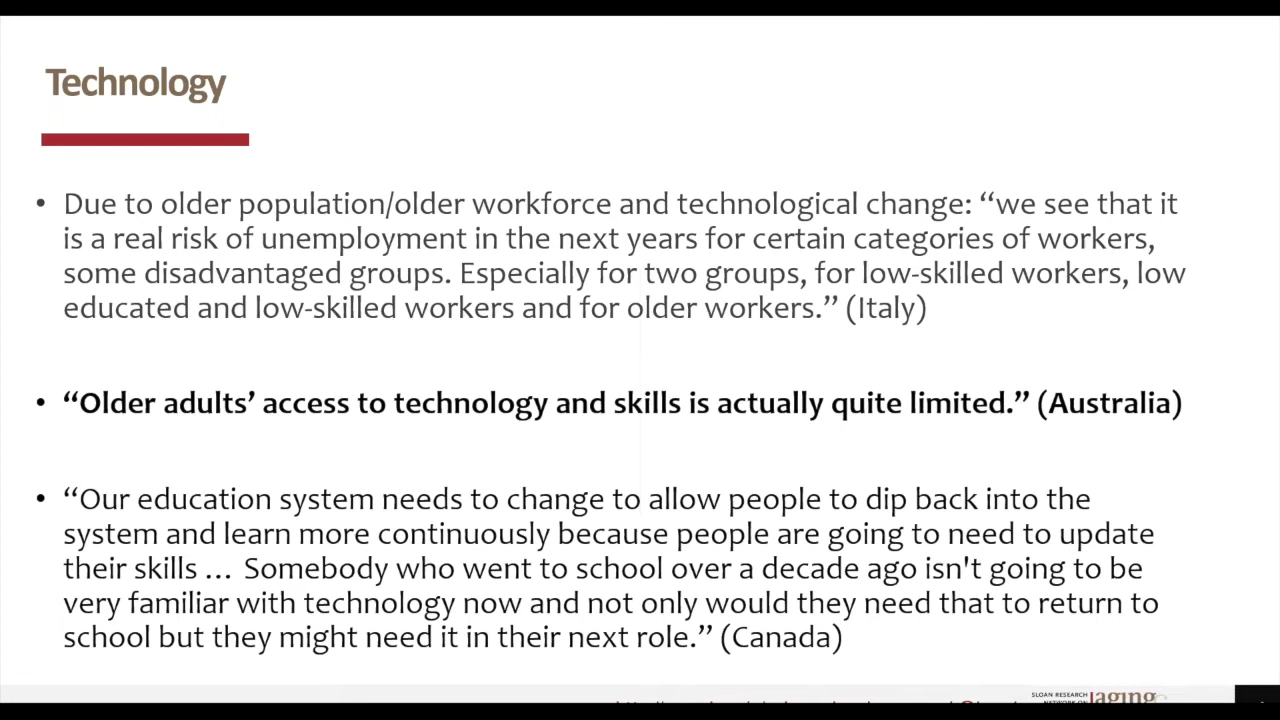 Technology
• Due to older population/older workforce and technological change: “we see that it
is a real risk of unemployment in the next years for certain categories of workers,
some disadvantaged groups. Especially for two groups, for low-skilled workers, low
educated and low-skilled workers and for older workers.” (Italy)
• “Older adults’ access to technology and skills is actually quite limited.” (Australia)
• “Our education system needs to change to allow people to dip back into the
system and learn more continuously because people are going to need to update
their skills … Somebody who went to school over a decade ago isn't going to be
very familiar with technology now and not only would they need that to return to
school but they might need it in their next role.” (Canada)
SLOAN RESEARCH
NETWORK ON
aging